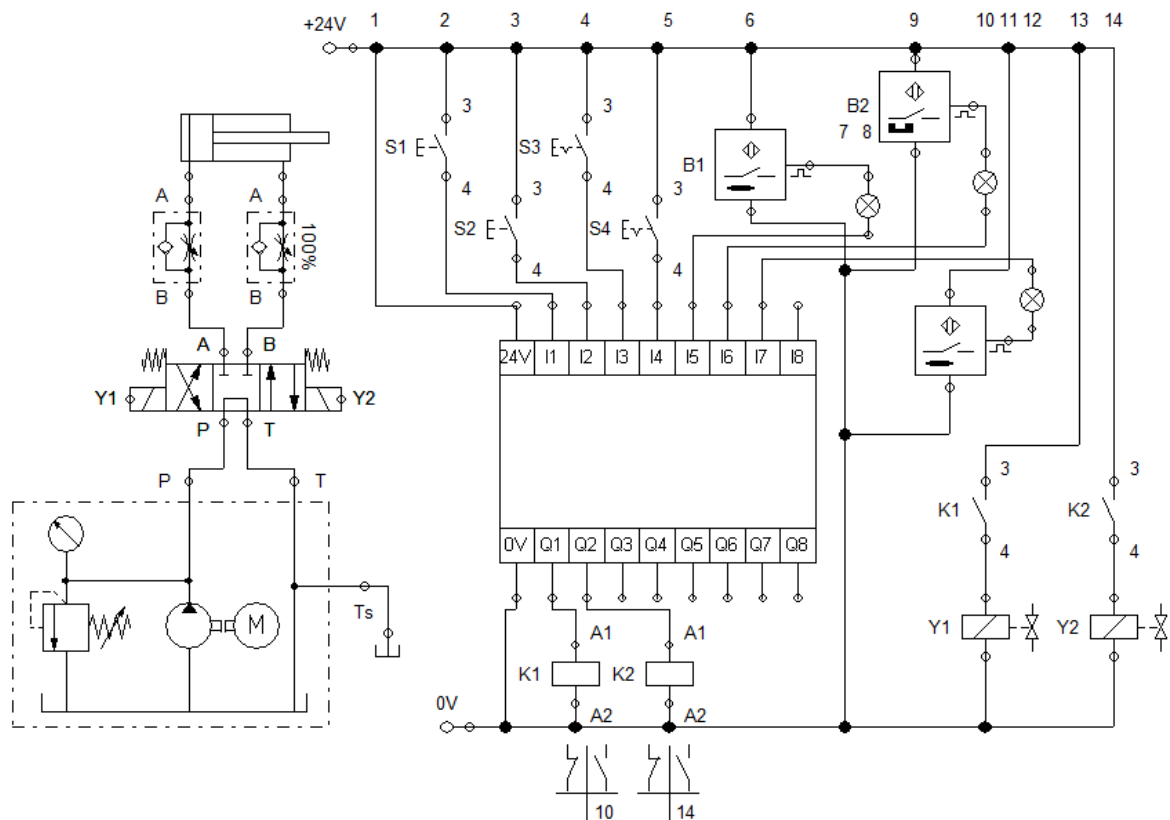 1 2 3 4 5 6 9 10 11 12 13 14
+24V
3 3
B2
7 8
S1 S3
B1
4 4
A A
3 3
S2 S4
100%
4 4
B B
A B
24V I1 I2 I3 I4 I5 I6 I7 I8
Y1 Y2
P T
P T
3 3
K1 K2
0V Q1 Q2 Q3 Q4 Q5 Q6 Q7 Q8
4 4
Ts
M
A1 A1
Y1 Y2
K1 K2
0V
A2 A2
10 14